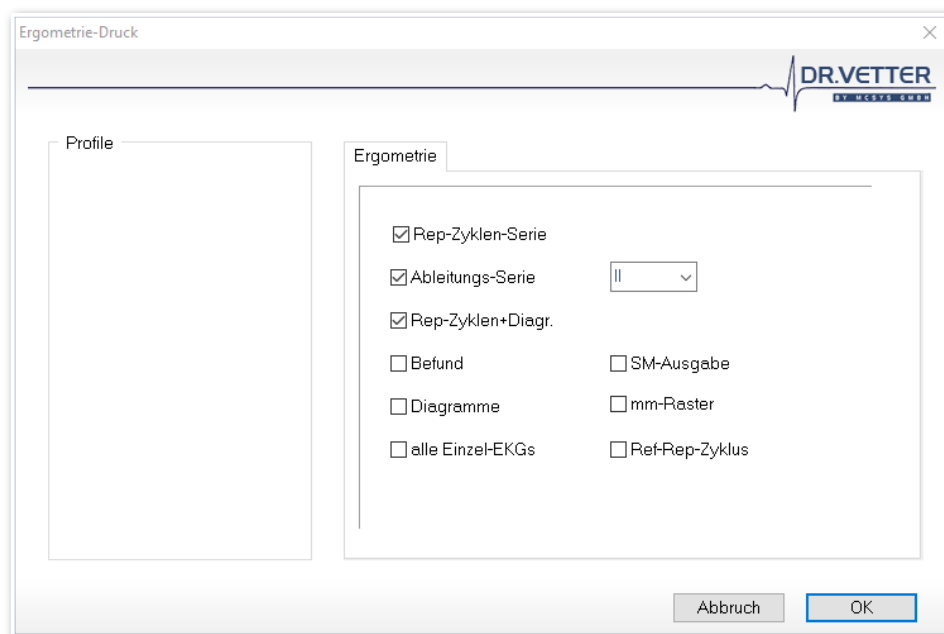 Ergometrie-Druck
DR.VETTER
BY MCSYS GMBH
Profile
Ergometrie
Rep-Zyklen-Serie
Ableitungs-Serie II
Rep-Zyklen+Diagr.
Befund SM-Ausgabe
Diagramme mm-Raster
alle Einzel-EKGs Ref-Rep-Zyklus
Abbruch OK